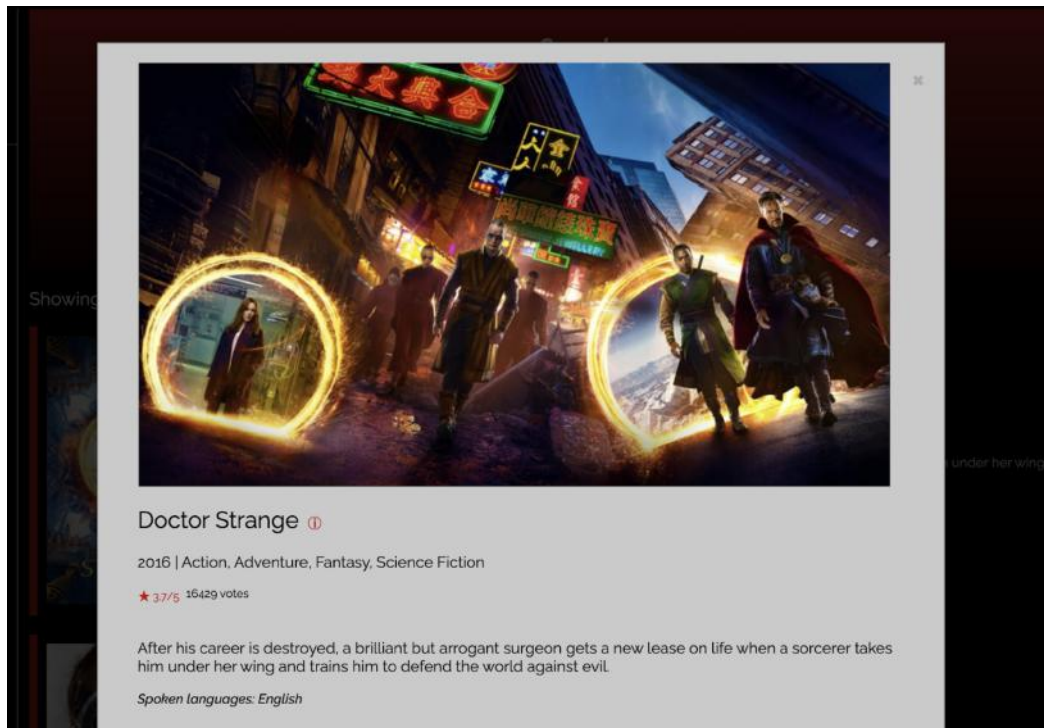 Showing
under her wing
Doctor Strange
2016 | Action, Adventure, Fantasy, Science Fiction
★ 3.7/5 16429 votes
After his career is destroyed, a brilliant but arrogant surgeon gets a new lease on life when a sorcerer takes
him under her wing and trains him to defend the world against evil.
Spoken languages: English